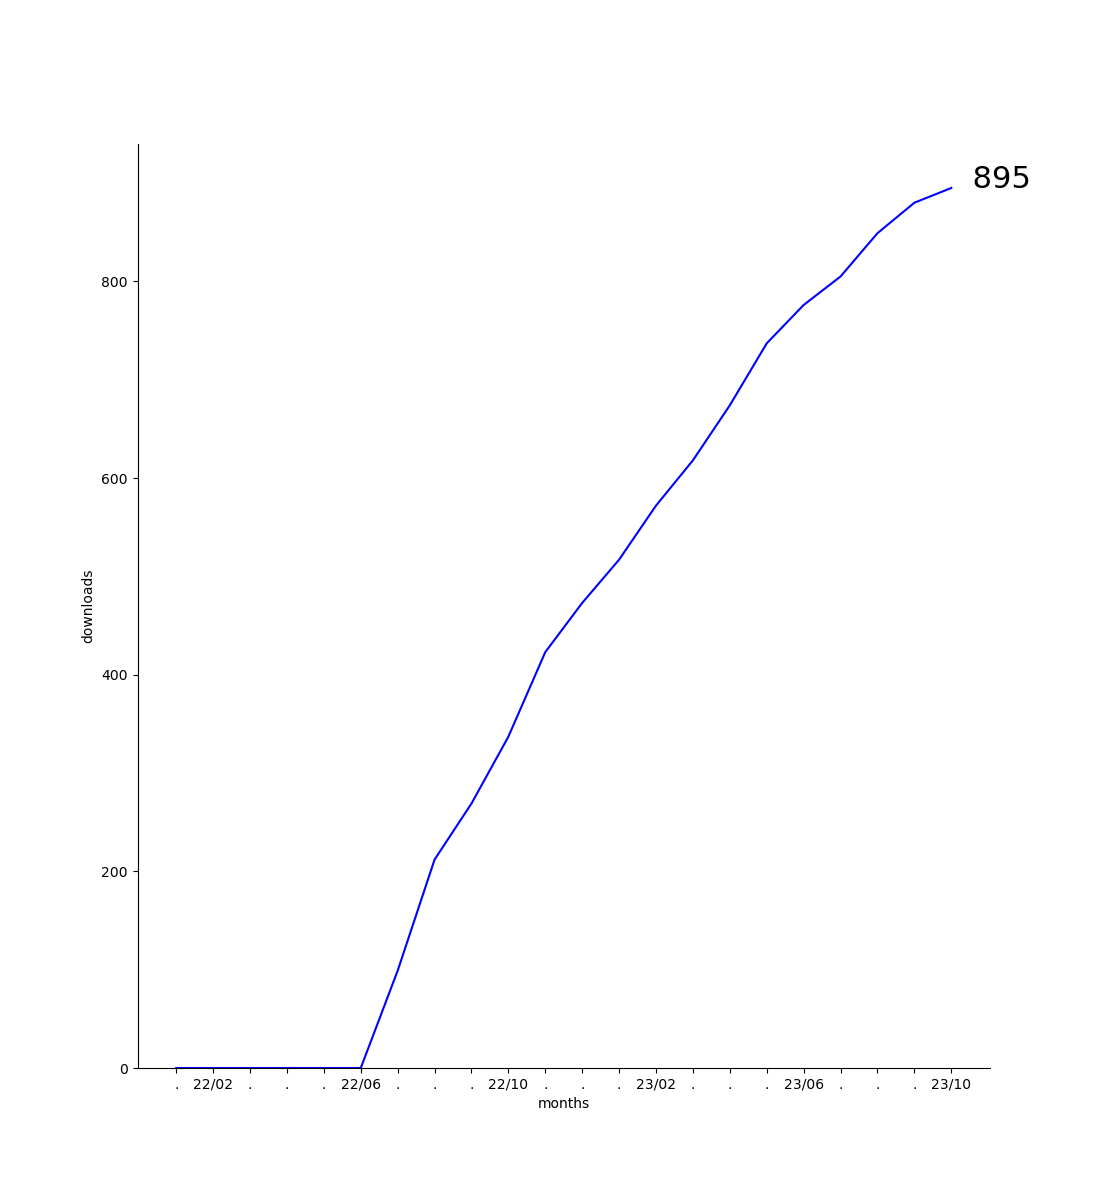 895
800
600
400
200
0
downloads
. 22/02 . . . 22/06 . . . 22/10 . . . 23/02 . . . 23/06 . . . 23/10
months